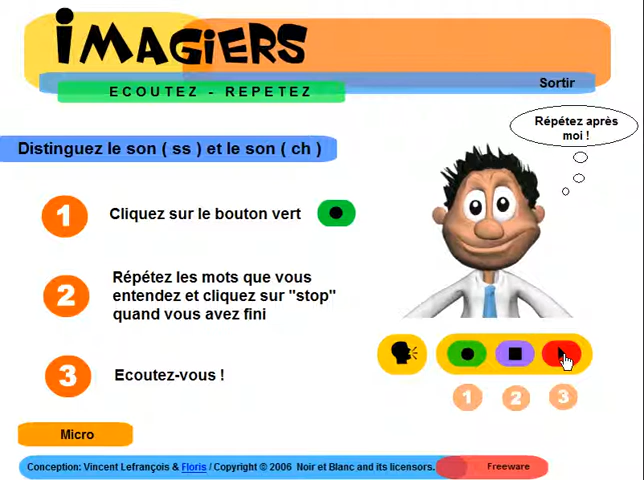 iMAGiERS
Sortir
ECOUTEZ - REPETEZ
Répétez après
moi !
Distinguez le son ( ss ) et le son ( ch )
1 Cliquez sur le bouton vert
2 Répétez les mots que vous
entendez et cliquez sur "stop"
quand vous avez fini
3 Ecoutez-vous !
1 2 3
Micro
Conception: Vincent Lefrançois & Floris / Copyright © 2006 Noir et Blanc and its licensors. Freeware